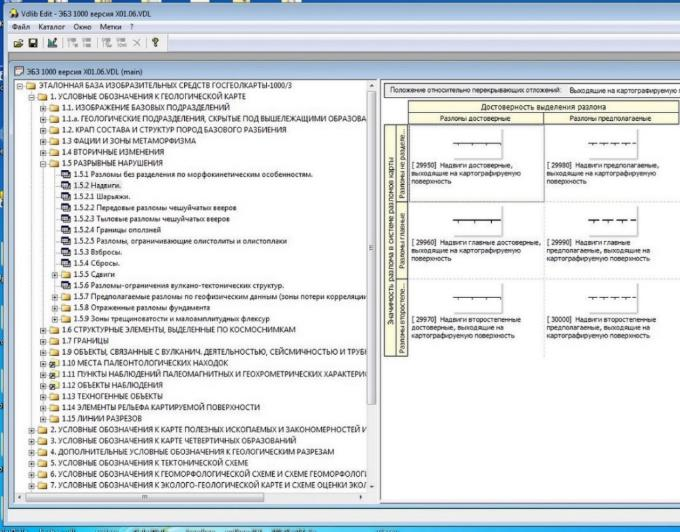 Vdlib Edit - ЭБЗ 1000 версия X01.06.VDL
Файл Каталог Окно Метки ?
ЭБЗ 1000 версия X01.06.VDL (main)
ЭТАЛОННАЯ БАЗА ИЗОБРАЗИТЕЛЬНЫХ СРЕДСТВ ГОСГЕОЛКАРТЫ-1000/3
1. УСЛОВНЫЕ ОБОЗНАЧЕНИЯ К ГЕОЛОГИЧЕСКОЙ КАРТЕ
1.1. ИЗОБРАЖЕНИЕ БАЗОВЫХ ПОДРАЗДЕЛЕНИЙ
1.1.а. ГЕОЛОГИЧЕСКИЕ ПОДРАЗДЕЛЕНИЯ, СКРЫТЫЕ ПОД ВЫШЕЛЕЖАЩИМИ ОБРАЗОВА
1.2. КРАП СОСТАВА И СТРУКТУР ПОРОД БАЗОВОГО РАЗБИЕНИЯ
1.3 ФАЦИИ И ЗОНЫ МЕТАМОРФИЗМА
1.4 ВТОРИЧНЫЕ ИЗМЕНЕНИЯ
1.5 РАЗРЫВНЫЕ НАРУШЕНИЯ
1.5.1 Разломы без разделения по морфокинетическим особенностям.
1.5.2 Надвиги.
1.5.2.1 Шарьяжи.
1.5.2.2 Передовые разломы чешуйчатых вееров
1.5.2.3 Тыловые разломы чешуйчатых вееров
1.5.2.4 Границы оползней
1.5.2.5 Разломы, ограничивающие олистолиты и олистоплаки
1.5.3 Взбросы.
1.5.4 Сбросы.
1.5.5 Сдвиги
1.5.6 Разломы-ограничения вулкано-тектонических структур.
1.5.7 Предполагаемые разломы по геофизическим данным (зоны потери корреляции
1.5.8 Отраженные разломы фундамента
1.5.9 Зоны трещиноватости и малоамплитудных флексур
1.6 СТРУКТУРНЫЕ ЭЛЕМЕНТЫ, ВЫДЕЛЕННЫЕ ПО КОСМОСНИМКАМ
1.7 ГРАНИЦЫ
1.9 ОБЪЕКТЫ, СВЯЗАННЫЕ С ВУЛКАНИЧ. ДЕЯТЕЛЬНОСТЬЮ, СЕЙСМИЧНОСТЬЮ И ТРУБ
1.10 МЕСТА ПАЛЕОНТОЛОГИЧЕСКИХ НАХОДОК
1.11 ПУНКТЫ НАБЛЮДЕНИЙ ПАЛЕОМАГНИТНЫХ И ГЕОХРОМЕТРИЧЕСКИХ ХАРАКТЕРИ
1.12 ОБЪЕКТЫ НАБЛЮДЕНИЯ
1.13 ТЕХНОГЕННЫЕ ОБЪЕКТЫ
1.14 ЭЛЕМЕНТЫ РЕЛЬЕФА КАРТИРУЕМОЙ ПОВЕРХНОСТИ
1.15 ЛИНИИ РАЗРЕЗОВ
2. УСЛОВНЫЕ ОБОЗНАЧЕНИЯ К КАРТЕ ПОЛЕЗНЫХ ИСКОПАЕМЫХ И ЗАКОНОМЕРНОСТЕЙ И
3. УСЛОВНЫЕ ОБОЗНАЧЕНИЯ К КАРТЕ ЧЕТВЕРТИЧНЫХ ОБРАЗОВАНИЙ
4. ДОПОЛНИТЕЛЬНЫЕ УСЛОВНЫЕ ОБОЗНАЧЕНИЯ К ГЕОЛОГИЧЕСКИМ РАЗРЕЗАМ
5. УСЛОВНЫЕ ОБОЗНАЧЕНИЯ К ТЕКТОНИЧЕСКОЙ СХЕМЕ
6. УСЛОВНЫЕ ОБОЗНАЧЕНИЯ К ГЕОМОРФОЛОГИЧЕСКОЙ СХЕМЕ И СХЕМЕ ГЕОМОРФОЛОГ
7. УСЛОВНЫЕ ОБОЗНАЧЕНИЯ К ЭКОЛОГО-ГЕОЛОГИЧЕСКОЙ КАРТЕ И СХЕМЕ ОЦЕНКИ ЭКОЛ
Положение относительно перекрывающих отложений: Выходящие на картографируемую
Достоверность выделения разлома
Разломы достоверные Разломы предполагаемые
Значимость разлома в системе разломов карты
Разломы не разделе...
[ 29950] Надвиги достоверные,
выходящие на картографируемую
поверхность
[ 29980] Надвиги предполагаемые,
выходящие на картографируемую
поверхность
Разломы главные
[ 29960] Надвиги главные достоверные,
выходящие на картографируемую
поверхность
[ 29990] Надвиги главные
предполагаемые, выходящие на
картографируемую поверхность
Разломы второстепе...
[ 29970] Надвиги второстепенные
достоверные, выходящие на
картографируемую поверхность
[ 30000] Надвиги второстепенные
предполагаемые, выходящие на
картографируемую поверхность